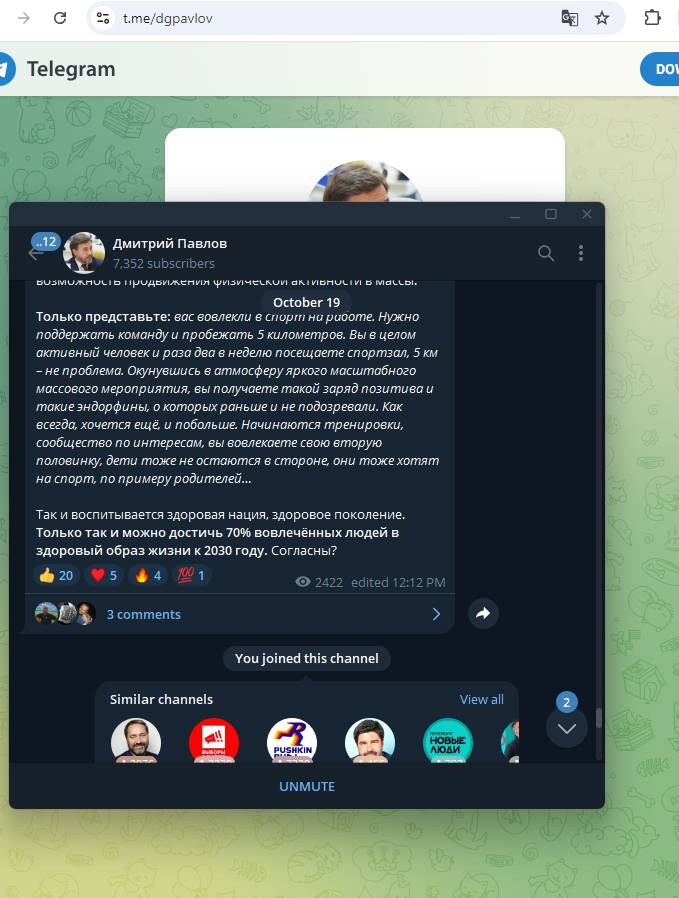 t.me/dgpavlov
Telegram
..12
Дмитрий Павлов
7,352 subscribers
возможность продвижения физической активности в массы.
October 19
Только представьте: вас вовлекли в спорт на работе. Нужно
поддержать команду и пробежать 5 километров. Вы в целом
активный человек и раза два в неделю посещаете спортзал, 5 км
– не проблема. Окунувшись в атмосферу яркого масштабного
массового мероприятия, вы получаете такой заряд позитива и
такие эндорфины, о которых раньше и не подозревали. Как
всегда, хочется ещё, и побольше. Начинаются тренировки,
сообщество по интересам, вы вовлекаете свою вторую
половинку, дети тоже не остаются в стороне, они тоже хотят
на спорт, по примеру родителей...
Так и воспитывается здоровая нация, здоровое поколение.
Только так и можно достичь 70% вовлечённых людей в
здоровый образ жизни к 2030 году. Согласны?
👍 20 ❤️ 5 🔥 4 💯 1
2422 edited 12:12 PM
3 comments
You joined this channel
Similar channels View all
2
ВЫБОРЫ
PUSHKIN
ПЕТЕРБУРГ
НОВЫЕ
ЛЮДИ
UNMUTE